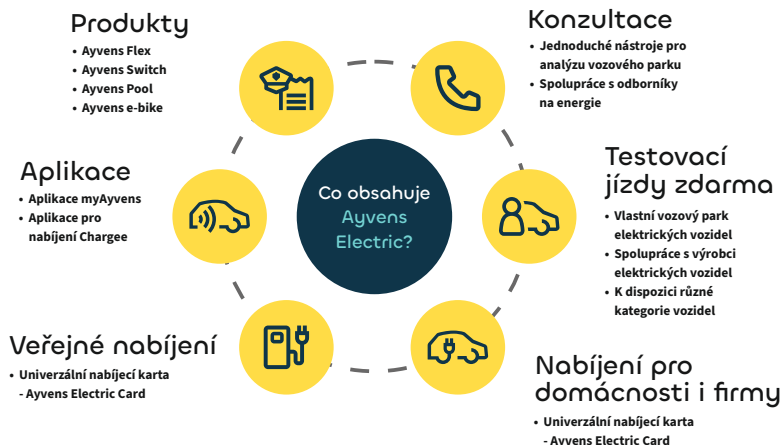 Produkty
• Ayvens Flex
• Ayvens Switch
• Ayvens Pool
• Ayvens e-bike
Konzultace
• Jednoduché nástroje pro
analýzu vozového parku
• Spolupráce s odborníky
na energie
Aplikace
• Aplikace myAyvens
• Aplikace pro
nabíjení Chargee
Co obsahuje
Ayvens
Electric?
Testovací
jízdy zdarma
• Vlastní vozový park
elektrických vozidel
• Spolupráce s výrobci
elektrických vozidel
• K dispozici různé
kategorie vozidel
Veřejné nabíjení
• Univerzální nabíjecí karta
- Ayvens Electric Card
Nabíjení pro
domácnosti i firmy
• Univerzální nabíjecí karta
- Ayvens Electric Card